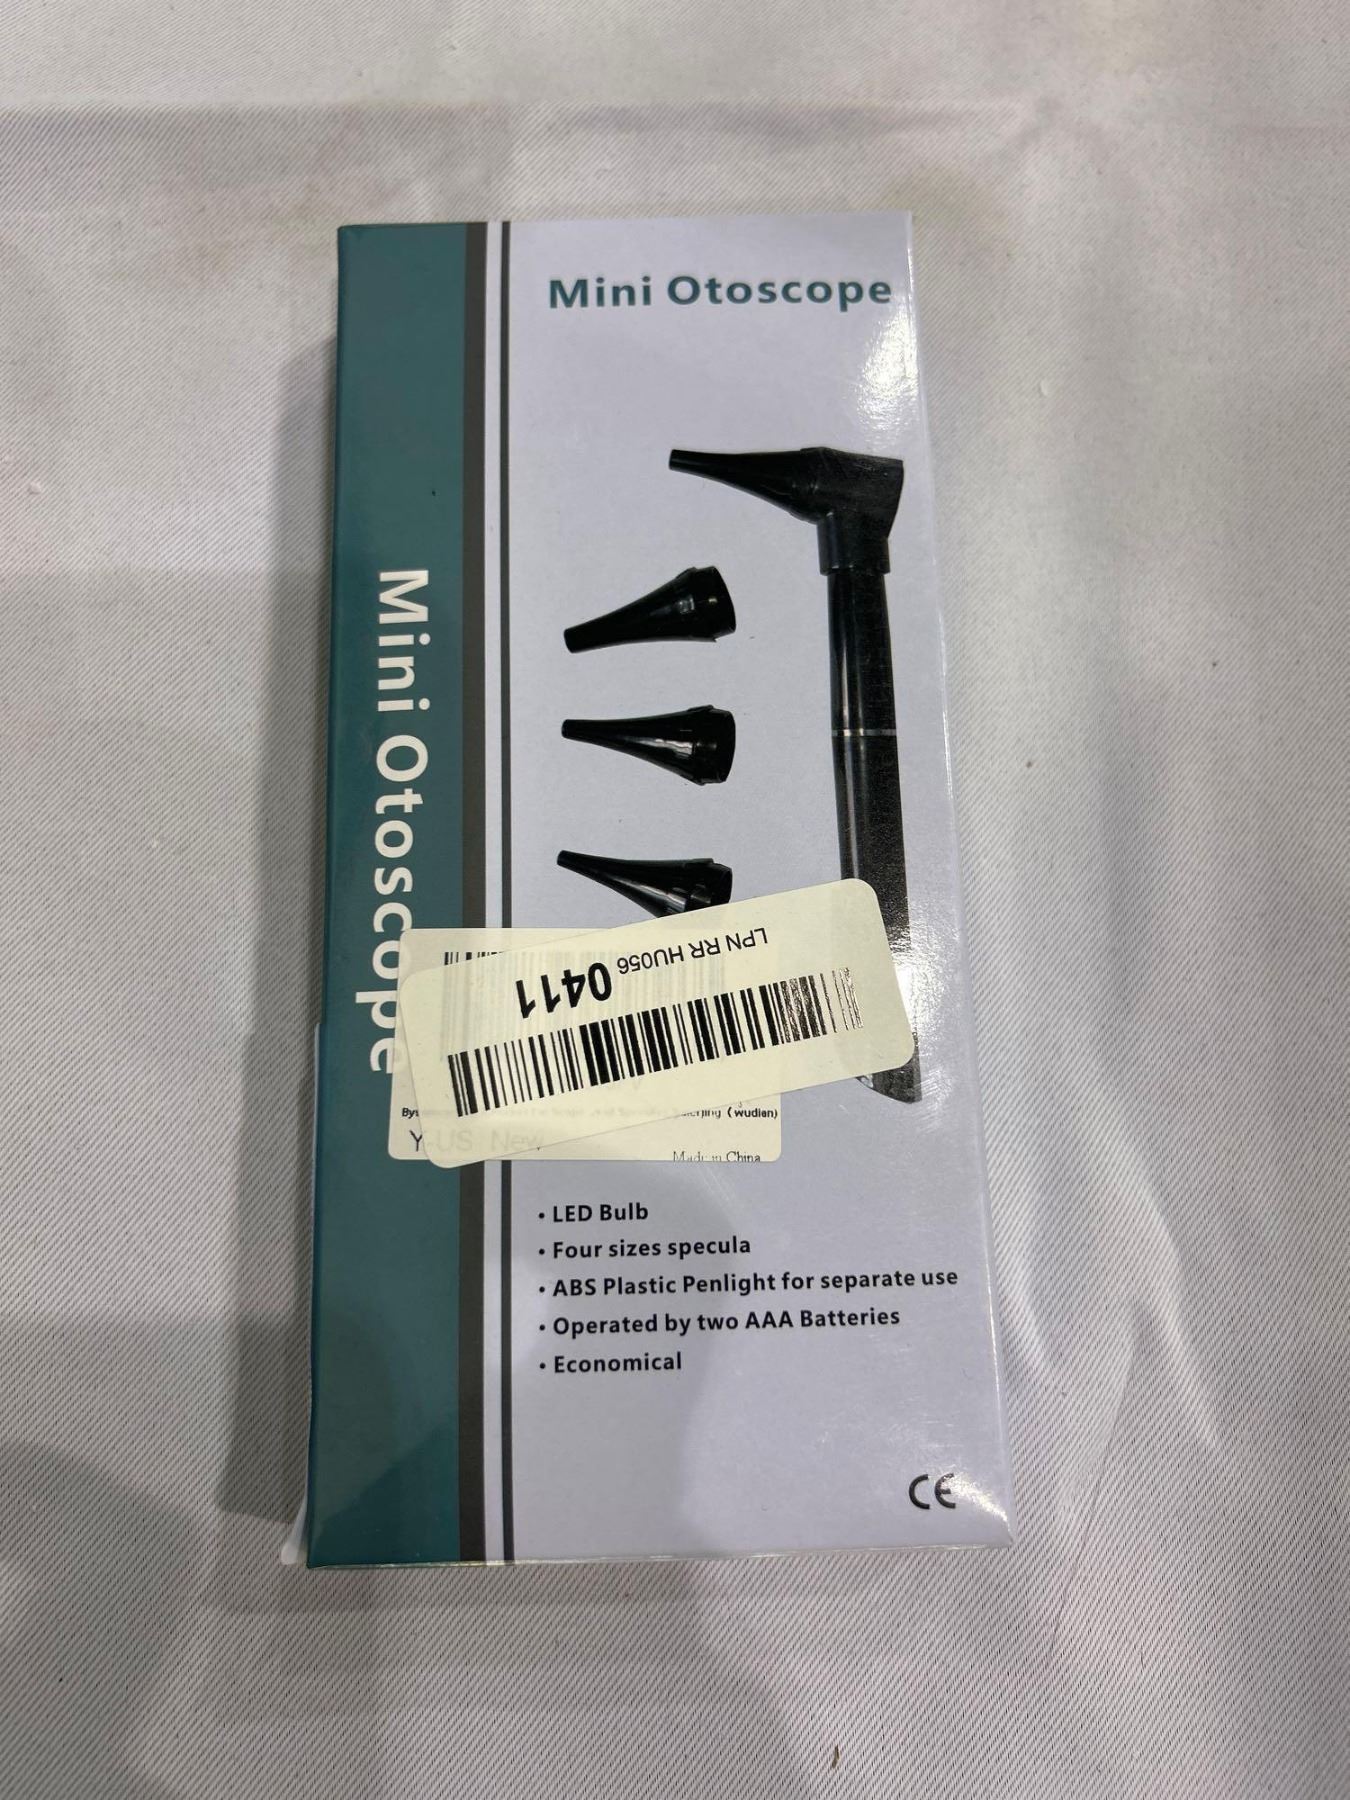 Mini Otoscope
Mini Otoscope
LPN RR HU056 0411
(wudian)
Y-US New
Made in China
• LED Bulb
• Four sizes specula
• ABS Plastic Penlight for separate use
• Operated by two AAA Batteries
• Economical
CE